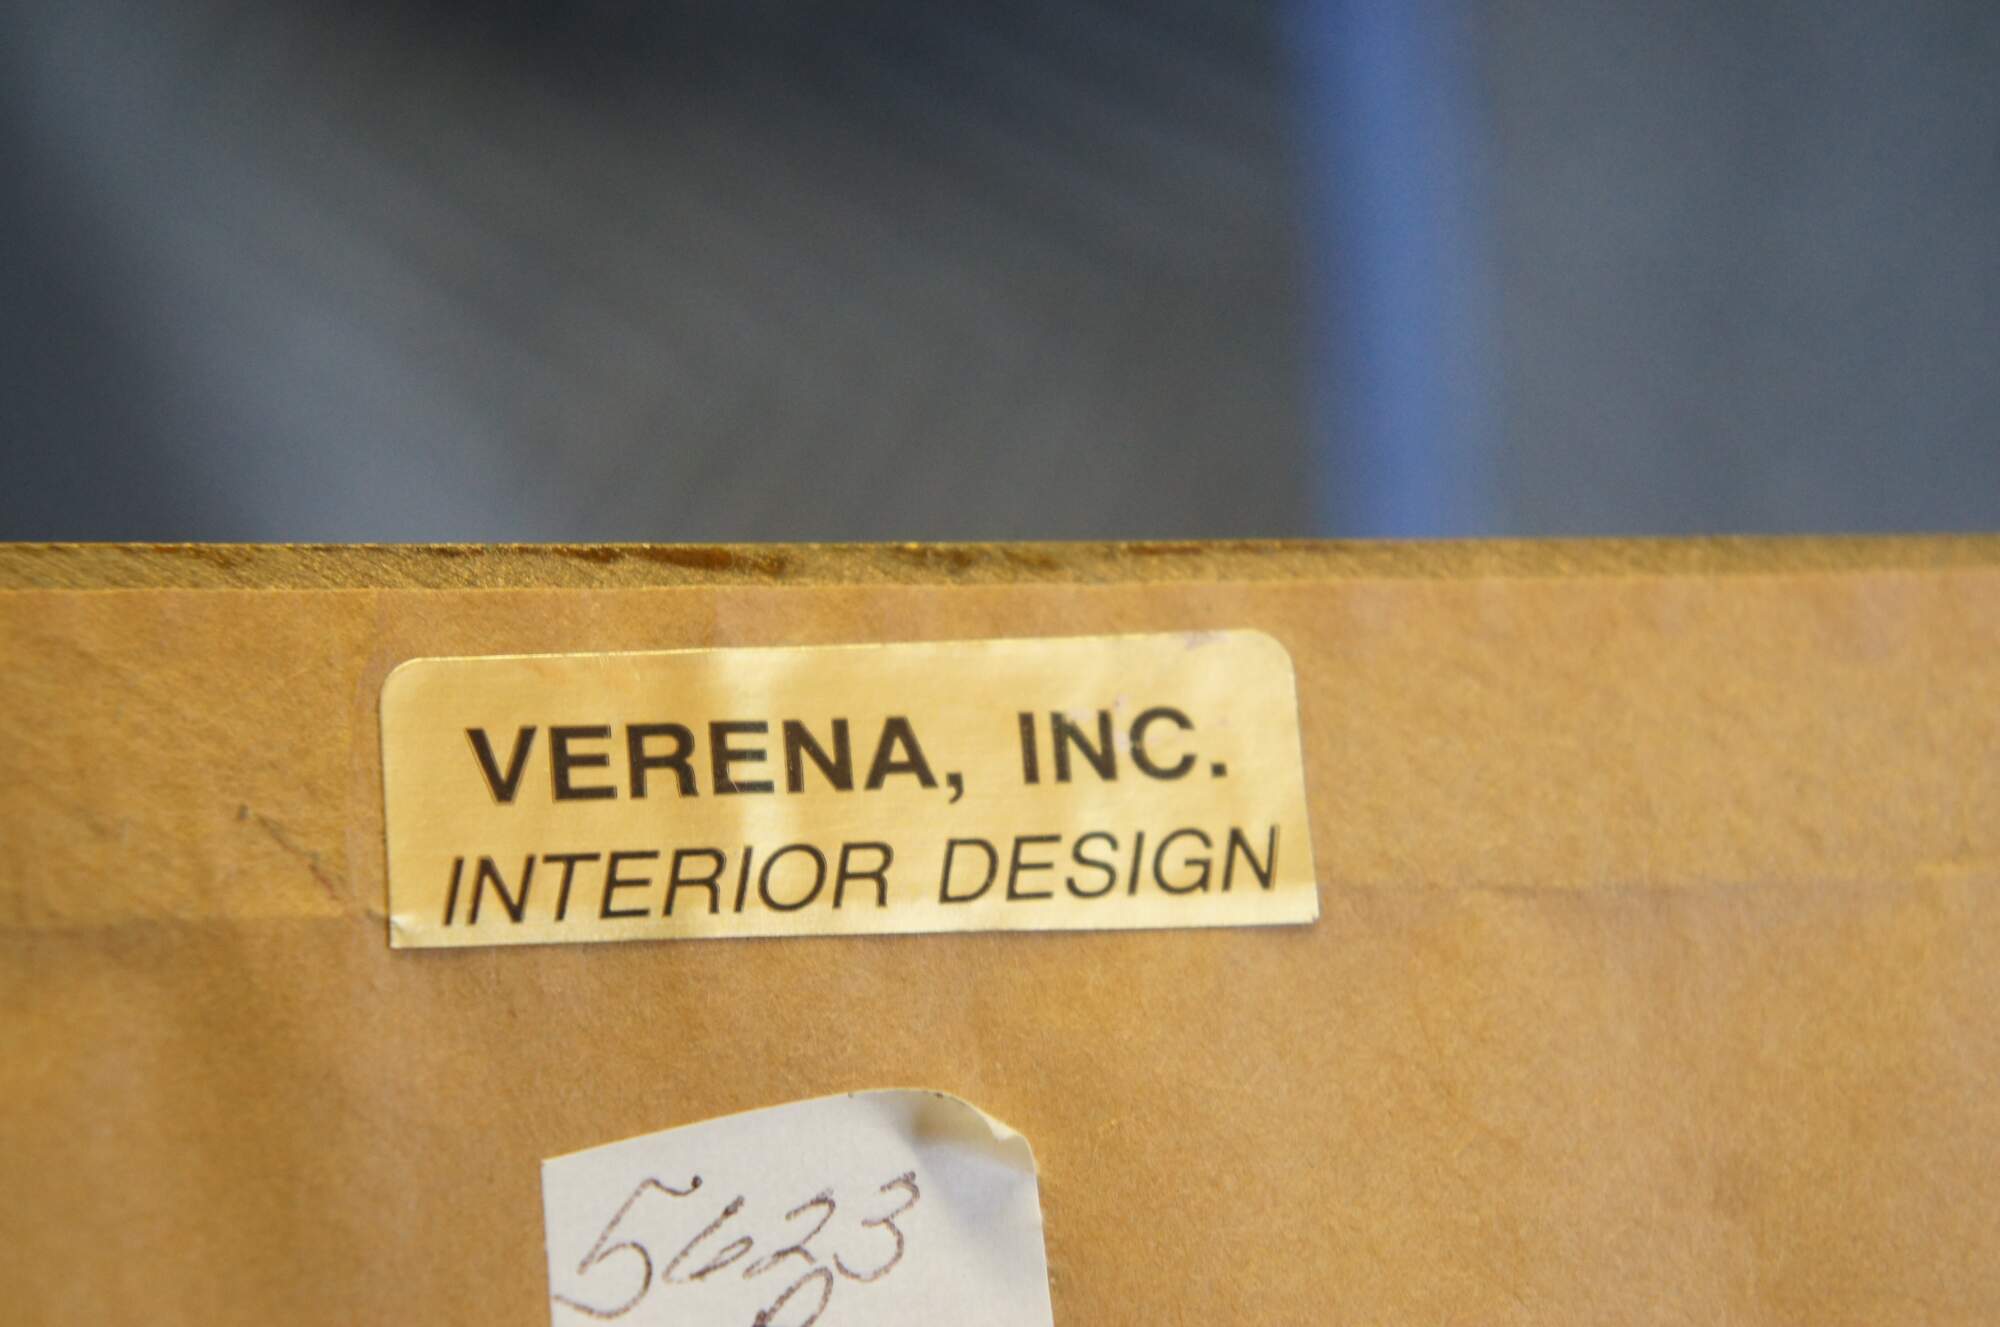 VERENA, INC.
INTERIOR DESIGN
5623